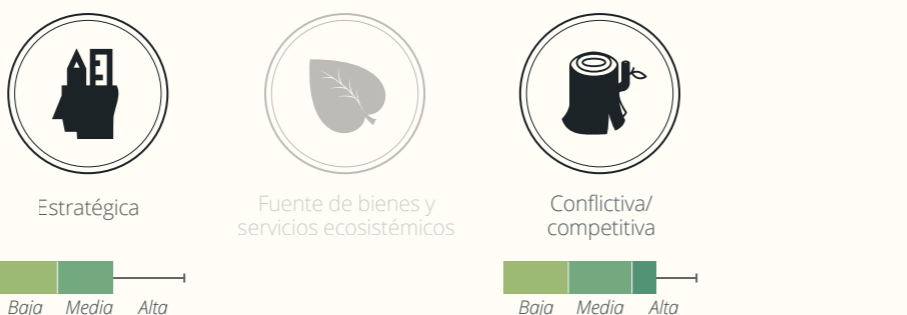 Estratégica
Fuente de bienes y
servicios ecosistémicos
Conflictiva/
competitiva
Baja Media Alta
Baja Media Alta